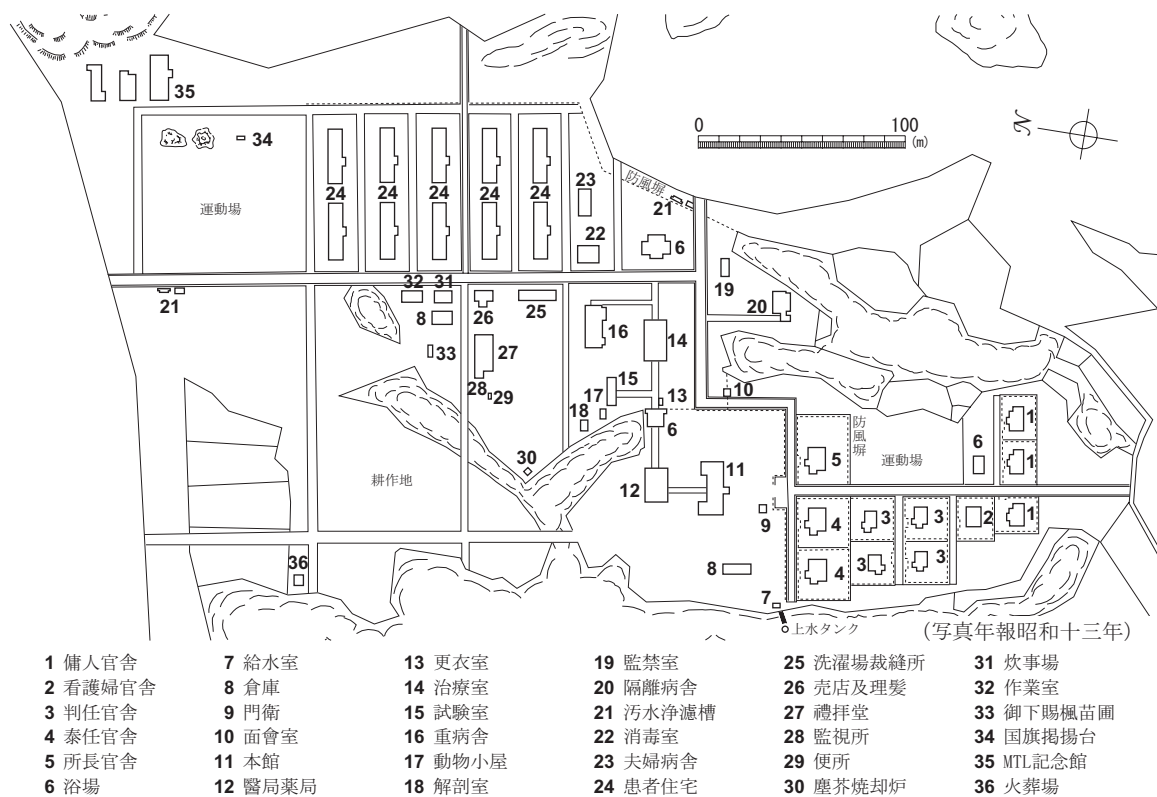 35
0 100
(m)
N
34
24 24 24 24 24
23
防風塀
21
運動場
22
6
19
32 31
20
21
8
26
25
16
14
33
27
15
28
29
17
13
10
18
6
防風塀
6
1
30
11
5
運動場
1
耕作地
12
9
4
3
3
2
1
36
8
4
3
3
7
上水タンク
(写真年報昭和十三年)
1 傭人官舎
2 看護婦官舎
3 判任官舎
4 泰任官舎
5 所長官舎
6 浴場
7 給水室
8 倉庫
9 門衛
10 面會室
11 本館
12 醫局薬局
13 更衣室
14 治療室
15 試験室
16 重病舎
17 動物小屋
18 解剖室
19 監禁室
20 隔離病舎
21 汚水浄濾槽
22 消毒室
23 夫婦病舎
24 患者住宅
25 洗濯場裁縫所
26 売店及理髪
27 禮拝堂
28 監視所
29 便所
30 塵芥焼却炉
31 炊事場
32 作業室
33 御下賜楓苗圃
34 国旗掲揚台
35 MTL記念館
36 火葬場